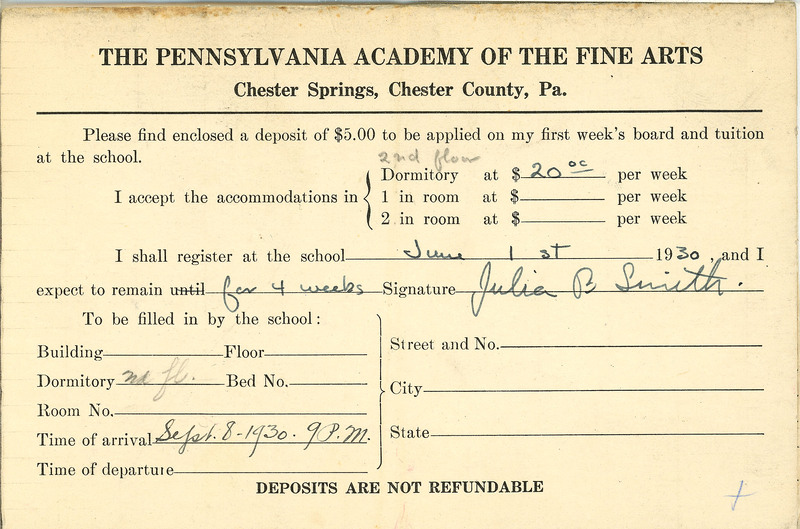 THE PENNSYLVANIA ACADEMY OF THE FINE ARTS
Chester Springs, Chester County, Pa.
Please find enclosed a deposit of $5.00 to be applied on my first week's board and tuition
at the school.
2nd floor
Dormitory at $ 20 00 per week
I accept the accommodations in { 1 in room at $ per week
2 in room at $ per week
I shall register at the school June 1st 1930, and I
expect to remain until for 4 weeks Signature Julia B Smith.
To be filled in by the school:
Building Floor
Street and No.
Dormitory 2nd fl. Bed No.
City
Room No.
Time of arrival Sept. 8-1930. 9 P.M.
State
Time of departure
DEPOSITS ARE NOT REFUNDABLE